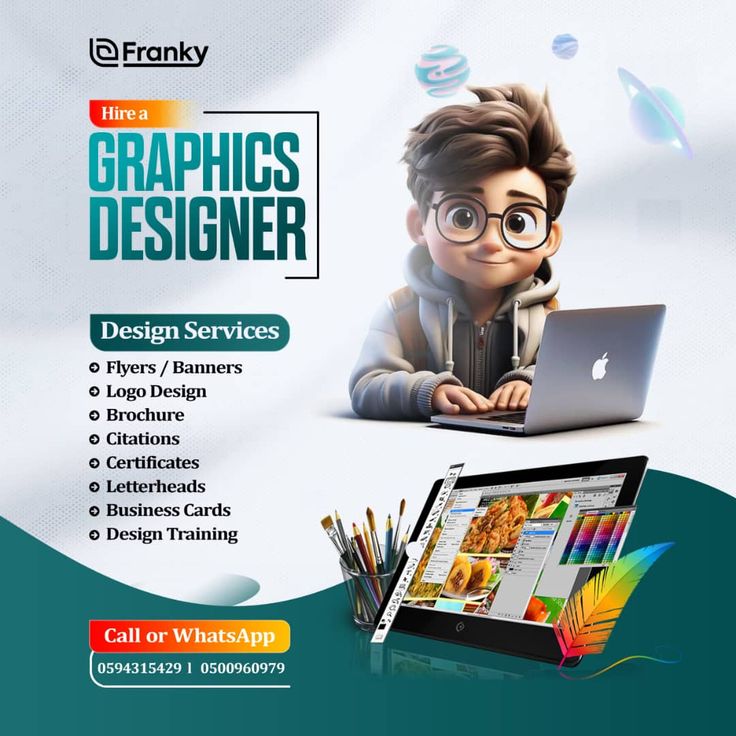 Franky
Hire a
GRAPHICS
DESIGNER
Design Services
Flyers / Banners
Logo Design
Brochure
Citations
Certificates
Letterheads
Business Cards
Design Training
Call or WhatsApp
0594315429 I 0500960979